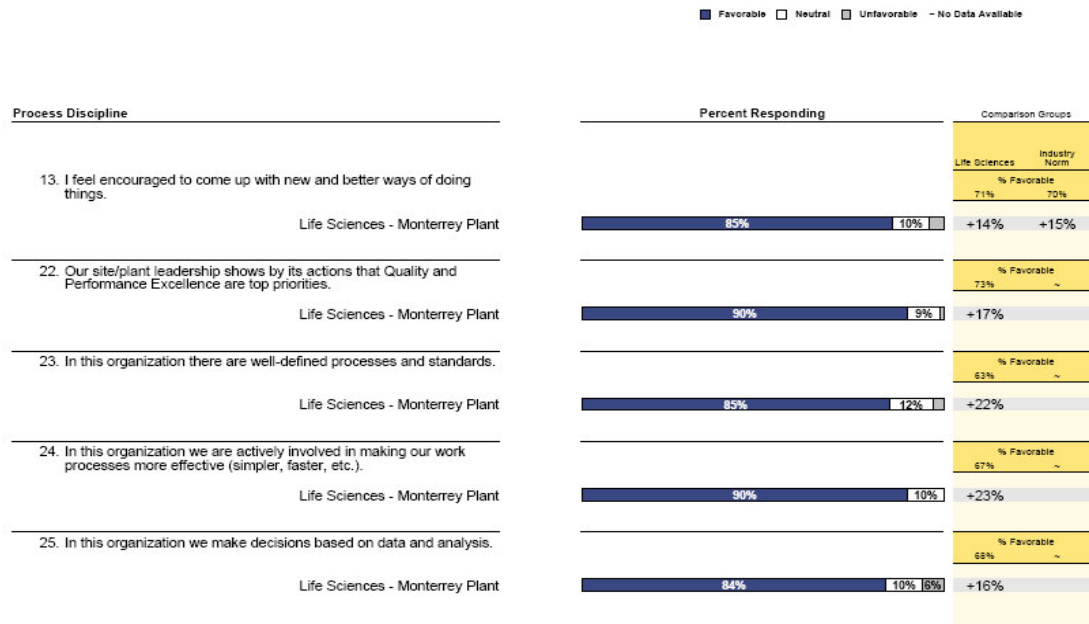 Favorable Neutral Unfavorable ~ No Data Available
Process Discipline Percent Responding Comparison Groups
Life Sciences Industry Norm
13. I feel encouraged to come up with new and better ways of doing
things.
% Favorable
71% 70%
Life Sciences - Monterrey Plant 85% 10% +14% +15%
22. Our site/plant leadership shows by its actions that Quality and
Performance Excellence are top priorities.
% Favorable
73% ~
Life Sciences - Monterrey Plant 90% 9% +17%
23. In this organization there are well-defined processes and standards.
% Favorable
63% ~
Life Sciences - Monterrey Plant 85% 12% +22%
24. In this organization we are actively involved in making our work
processes more effective (simpler, faster, etc.).
% Favorable
67% ~
Life Sciences - Monterrey Plant 90% 10% +23%
25. In this organization we make decisions based on data and analysis.
% Favorable
68% ~
Life Sciences - Monterrey Plant 84% 10% 6% +16%